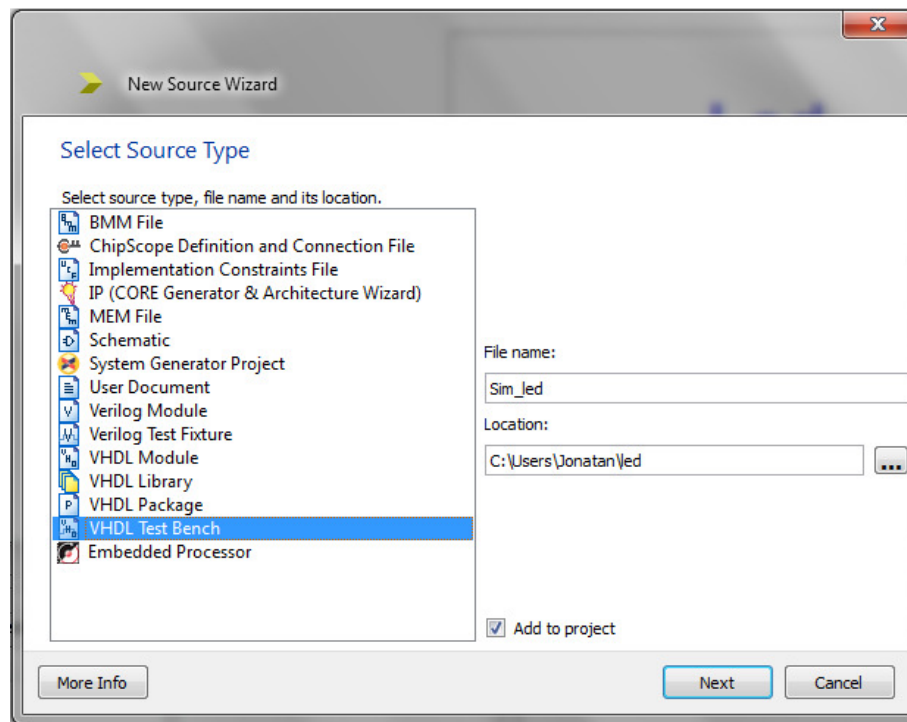 New Source Wizard
Select Source Type
Select source type, file name and its location.
BMM File
ChipScope Definition and Connection File
Implementation Constraints File
IP (CORE Generator & Architecture Wizard)
MEM File
Schematic
System Generator Project
User Document
Verilog Module
Verilog Test Fixture
VHDL Module
VHDL Library
VHDL Package
VHDL Test Bench
Embedded Processor
File name:
Sim_led
Location:
C:\Users\Jonatan\led
...
Add to project
More Info
Next
Cancel